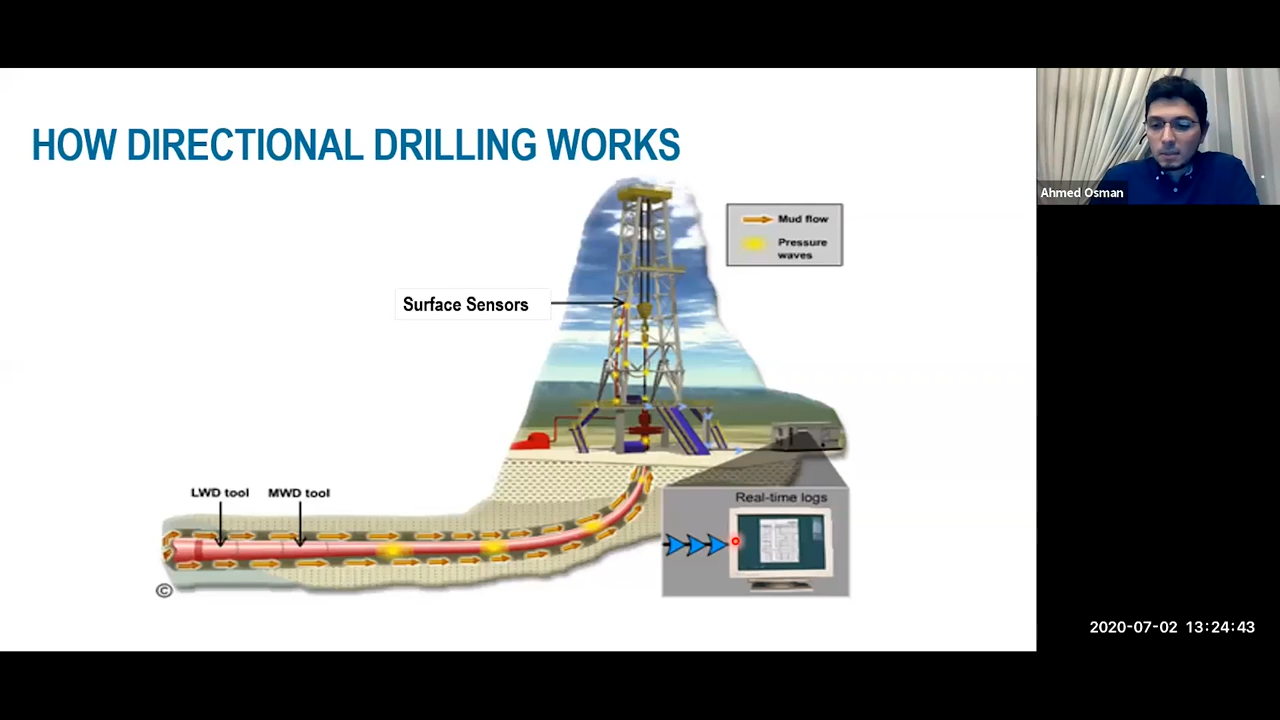 HOW DIRECTIONAL DRILLING WORKS
Ahmed Osman
Mud flow
Pressure
waves
Surface Sensors
LWD tool
MWD tool
Real-time logs
©
2020-07-02 13:24:43